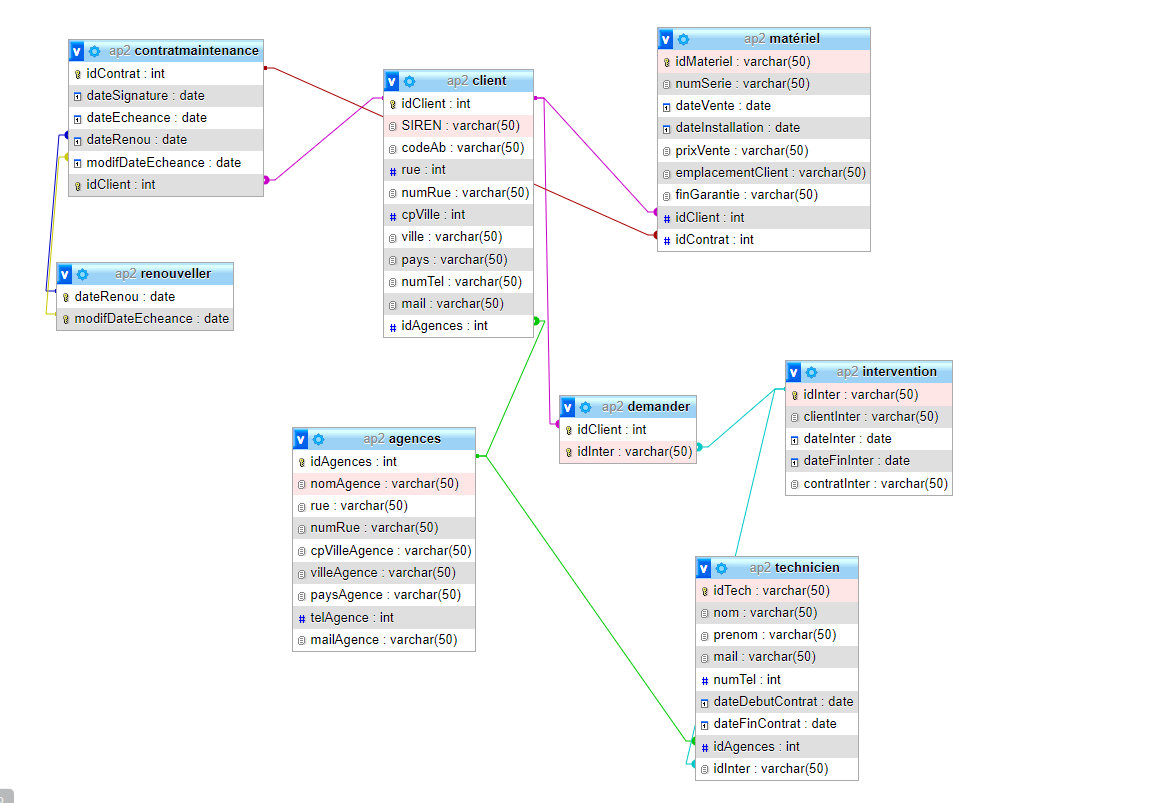 ap2 contratmaintenance
idContrat : int
dateSignature : date
dateEcheance : date
dateRenou : date
modifDateEcheance : date
idClient : int
ap2 client
idClient : int
SIREN : varchar(50)
codeAb : varchar(50)
rue : int
numRue : varchar(50)
cpVille : int
ville : varchar(50)
pays : varchar(50)
numTel : varchar(50)
mail : varchar(50)
idAgences : int
ap2 matériel
idMateriel : varchar(50)
numSerie : varchar(50)
dateVente : date
dateInstallation : date
prixVente : varchar(50)
emplacementClient : varchar(50)
finGarantie : varchar(50)
idClient : int
idContrat : int
ap2 renouveller
dateRenou : date
modifDateEcheance : date
ap2 demander
idClient : int
idInter : varchar(50)
ap2 intervention
idInter : varchar(50)
clientInter : varchar(50)
dateInter : date
dateFinInter : date
contratInter : varchar(50)
ap2 agences
idAgences : int
nomAgence : varchar(50)
rue : varchar(50)
numRue : varchar(50)
cpVilleAgence : varchar(50)
villeAgence : varchar(50)
paysAgence : varchar(50)
telAgence : int
mailAgence : varchar(50)
ap2 technicien
idTech : varchar(50)
nom : varchar(50)
prenom : varchar(50)
mail : varchar(50)
numTel : int
dateDebutContrat : date
dateFinContrat : date
idAgences : int
idInter : varchar(50)